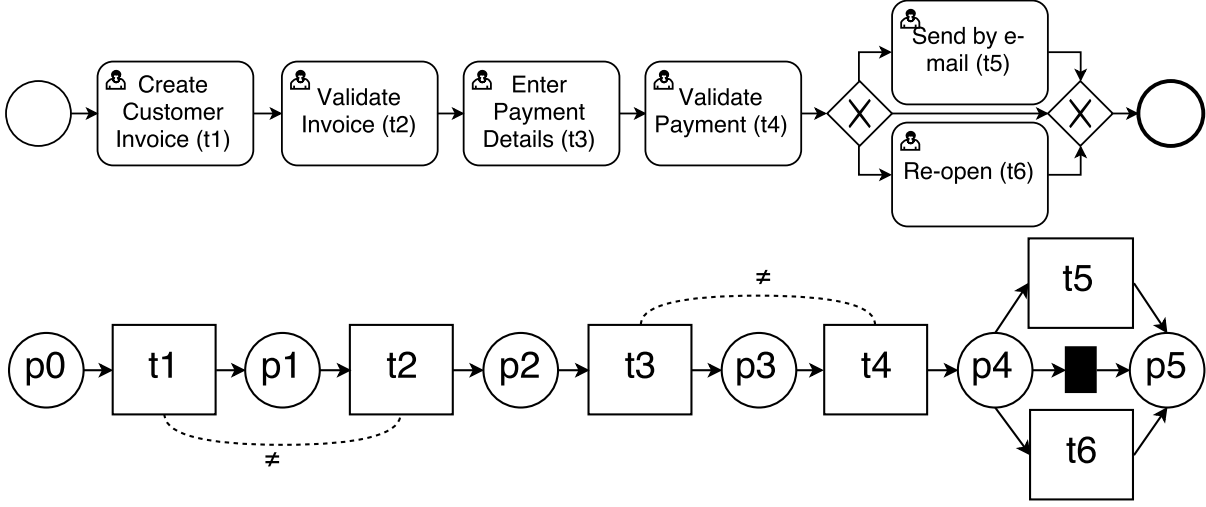 Create
Customer
Invoice (t1)
Validate
Invoice (t2)
Enter
Payment
Details (t3)
Validate
Payment (t4)
Send by e-
mail (t5)
Re-open (t6)
≠
p0
t1
p1
t2
p2
t3
p3
t4
p4
t5
t6
p5
≠